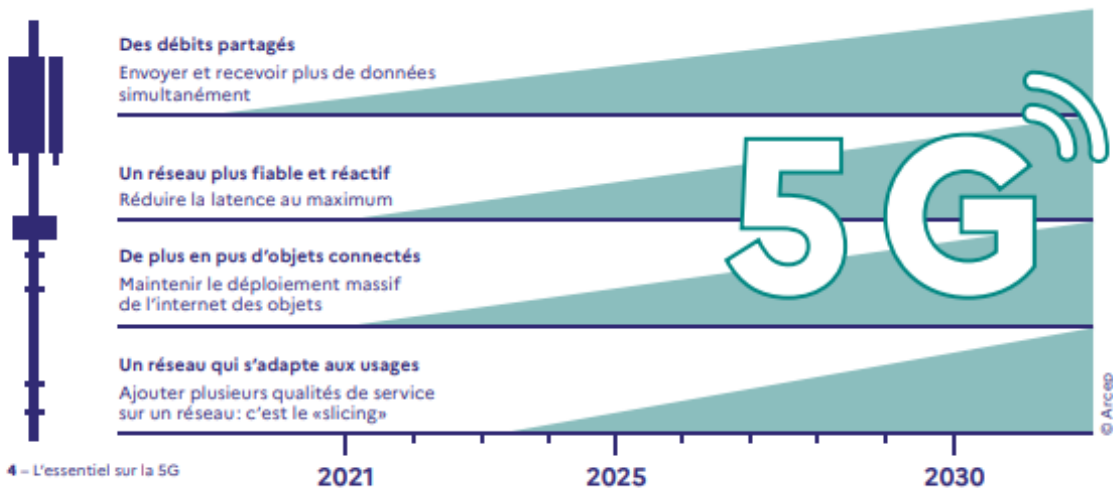 Des débits partagés
Envoyer et recevoir plus de données
simultanément
Un réseau plus fiable et réactif
Réduire la latence au maximum
De plus en pus d'objets connectés
Maintenir le déploiement massif
de l'internet des objets
Un réseau qui s'adapte aux usages
Ajouter plusieurs qualités de service
sur un réseau : c'est le «slicing»
5G
© Arcep
4 – L'essentiel sur la 5G
2021
2025
2030